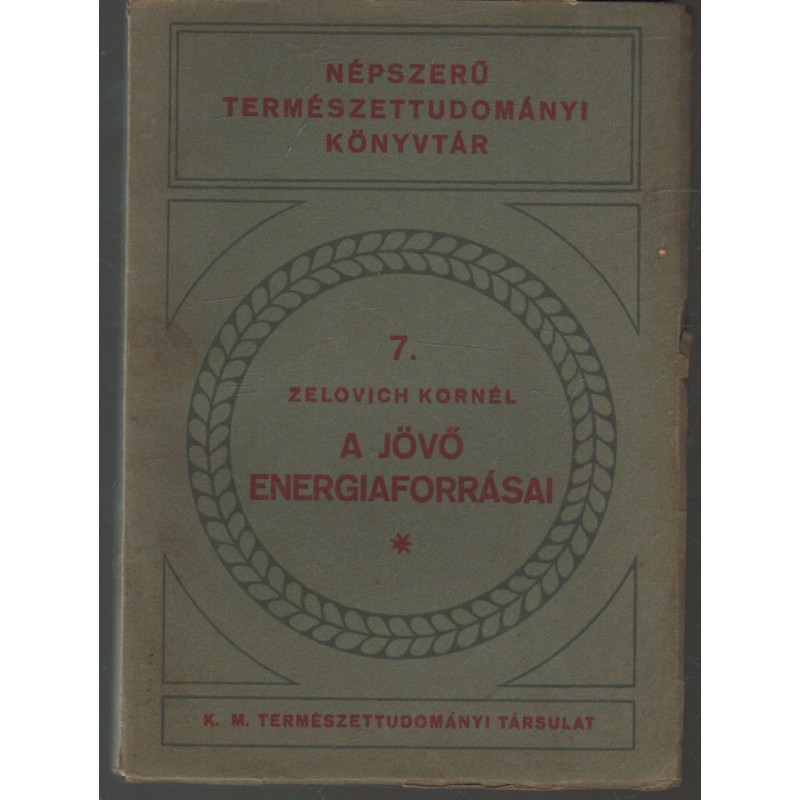 NÉPSZERŰ
TERMÉSZETTUDOMÁNYI
KÖNYVTÁR
7.
ZELOVICH KORNÉL
A JÖVŐ
ENERGIAFORRÁSAI
*
K. M. TERMÉSZETTUDOMÁNYI TÁRSULAT